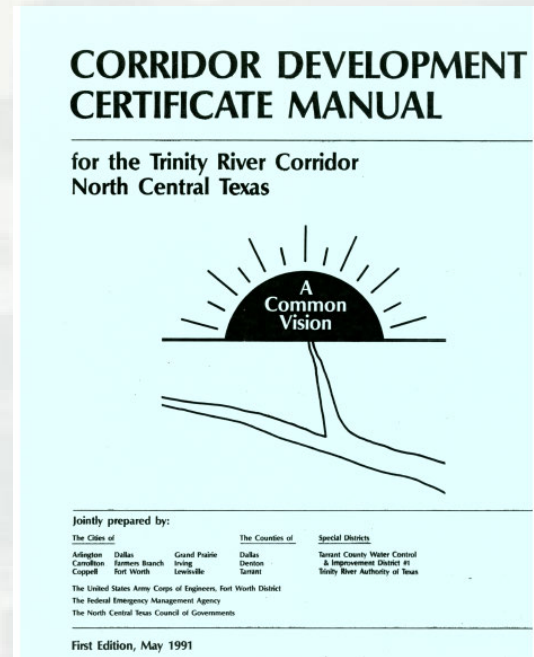 CORRIDOR DEVELOPMENT
CERTIFICATE MANUAL
for the Trinity River Corridor
North Central Texas
A
Common
Vision
Jointly prepared by:
The Cities of
Arlington Dallas Grand Prairie
Carrollton Farmers Branch Irving
Coppell Fort Worth Lewisville
The Counties of
Dallas
Denton
Tarrant
Special Districts
Tarrant County Water Control
& Improvement District #1
Trinity River Authority of Texas
The United States Army Corps of Engineers, Fort Worth District
The Federal Emergency Management Agency
The North Central Texas Council of Governments
First Edition, May 1991